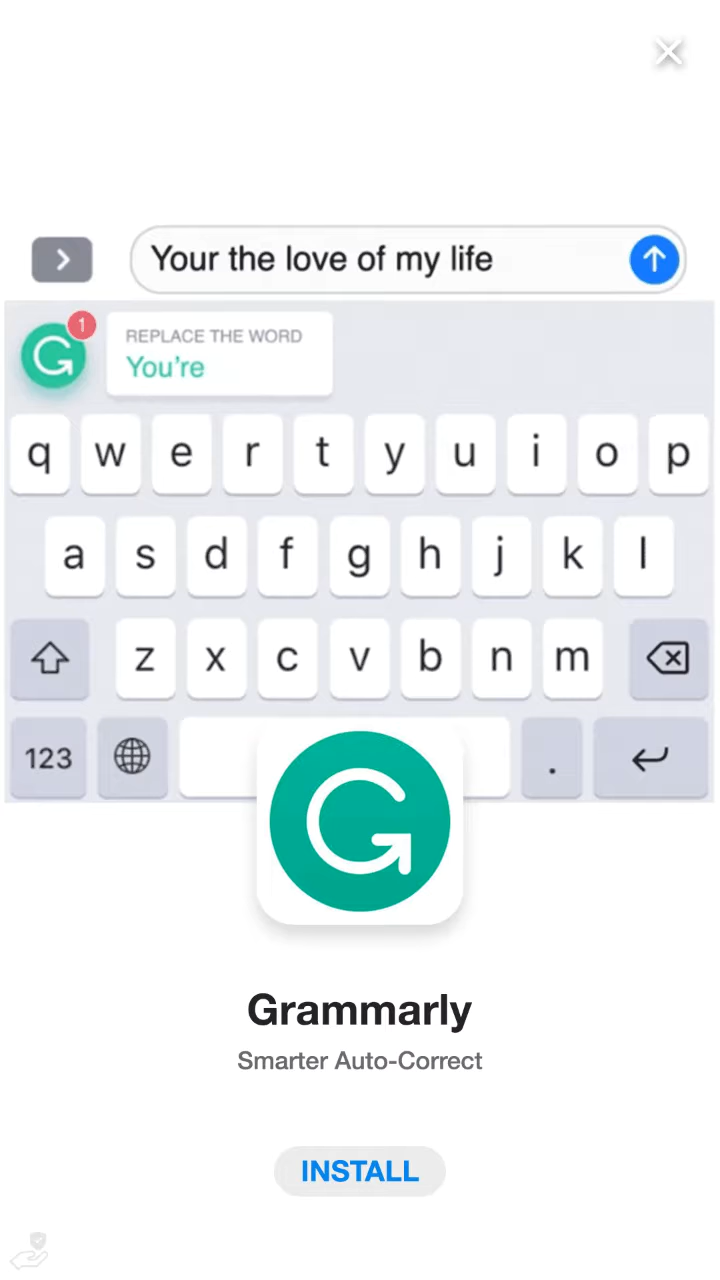 Your the love of my life
1
REPLACE THE WORD
You're
q w e r t y u i o p
a s d f g h j k l
z x c v b n m
123 .
Grammarly
Smarter Auto-Correct
INSTALL